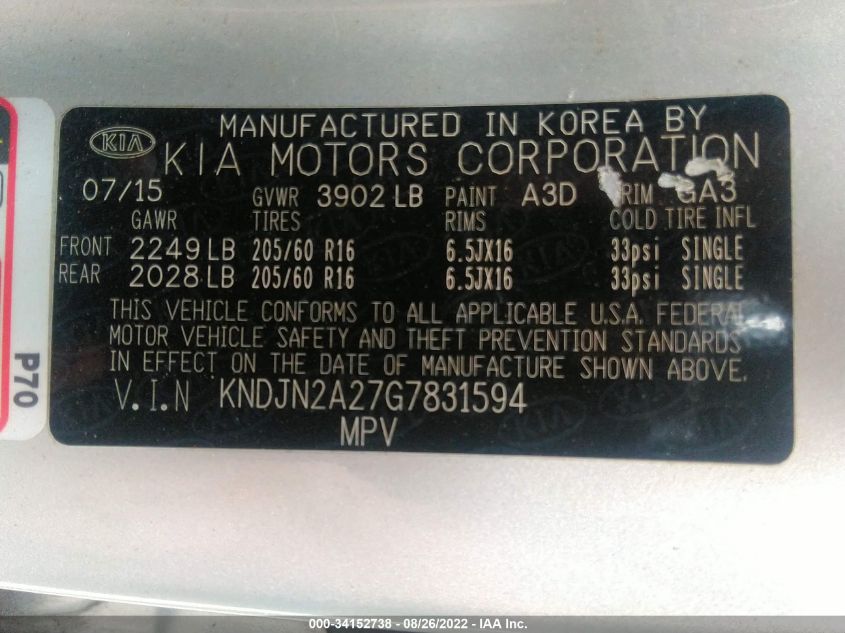 MANUFACTURED IN KOREA BY
KIA KIA MOTORS CORPORATION
07/15 GVWR 3902 LB PAINT A3D TRIM GA3
GAWR TIRES RIMS COLD TIRE INFL
FRONT 2249 LB 205/60 R16 6.5JX16 33psi SINGLE
REAR 2028 LB 205/60 R16 6.5JX16 33psi SINGLE
THIS VEHICLE CONFORMS TO ALL APPLICABLE U.S.A. FEDERAL
MOTOR VEHICLE SAFETY AND THEFT PREVENTION STANDARDS
IN EFFECT ON THE DATE OF MANUFACTURE SHOWN ABOVE.
V.I.N KNDJN2A27G7831594
MPV
P70
000-34152738 - 08/26/2022 - IAA Inc.